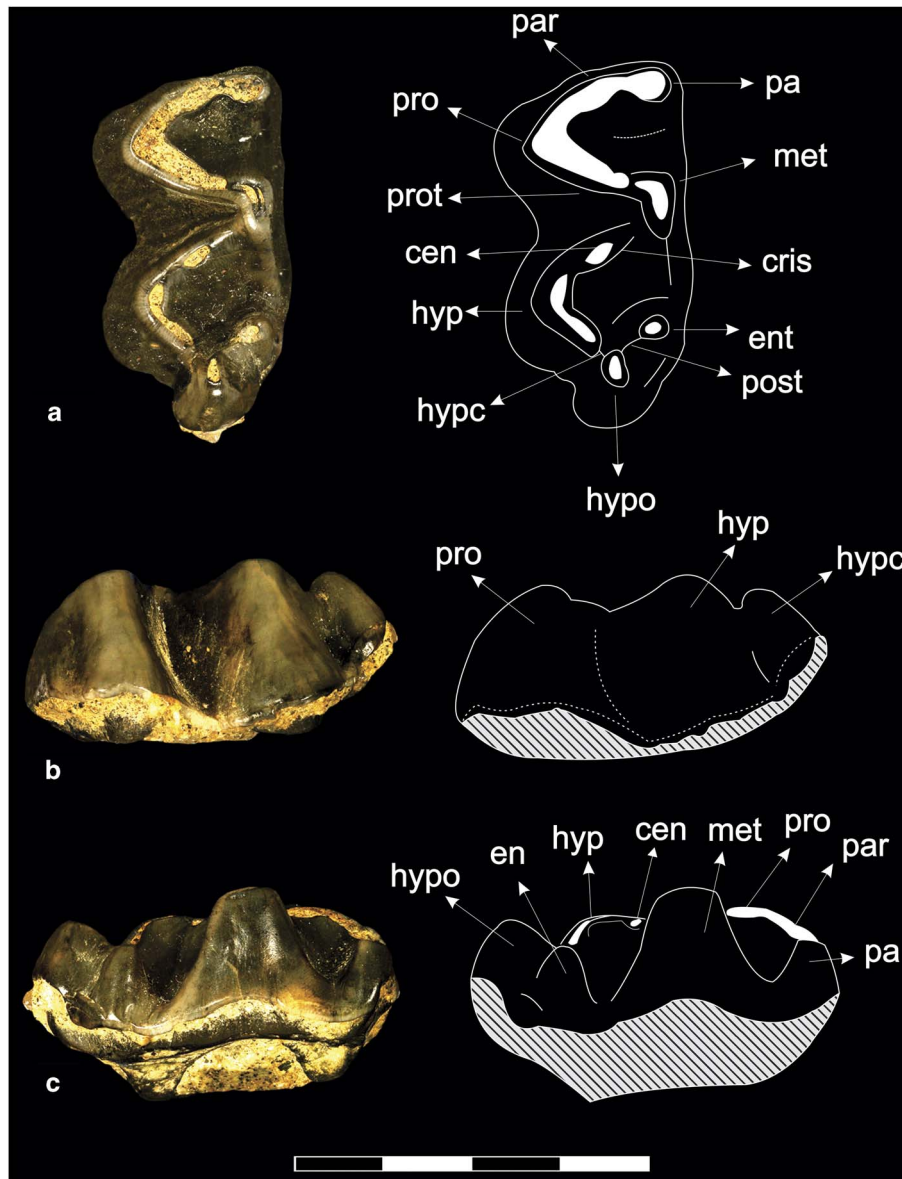 par
pa
pro
met
prot
cen
cris
hyp
ent
post
hypc
a
hypo
hyp
pro
hypc
b
pro
cen
met
hyp
par
en
hypo
pa
c